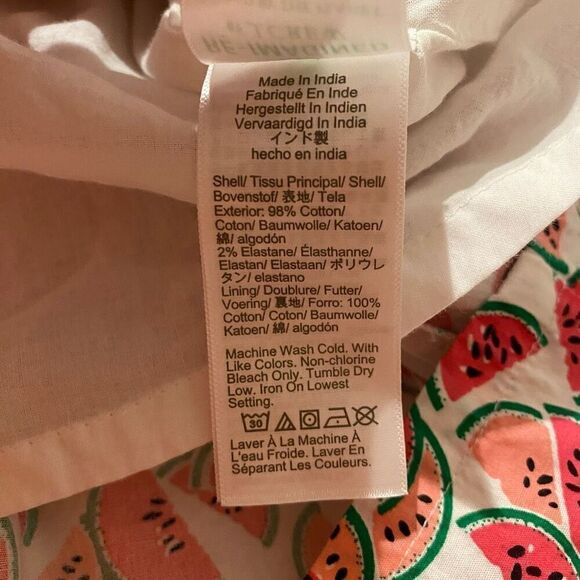 RE-IMAGINED
Made In India
Fabriqué En Inde
Hergestellt In Indien
Vervaardigd In India
インド製
hecho en india
Shell/ Tissu Principal/ Shell/
Bovenstof/ 表地/ Tela
Exterior: 98% Cotton/
Coton/ Baumwolle/ Katoen/
綿/ algodón
2% Elastane/ Élasthanne/
Elastan/ Elastaan/ ポリウレ
タン/ elastano
Lining/ Doublure/ Futter/
Voering/ 裏地/ Forro: 100%
Cotton/ Coton/ Baumwolle/
Katoen/ 綿/ algodón
Machine Wash Cold. With
Like Colors. Non-chlorine
Bleach Only. Tumble Dry
Low. Iron On Lowest
Setting.
30
Laver À La Machine À
L'eau Froide. Laver En
Séparant Les Couleurs.